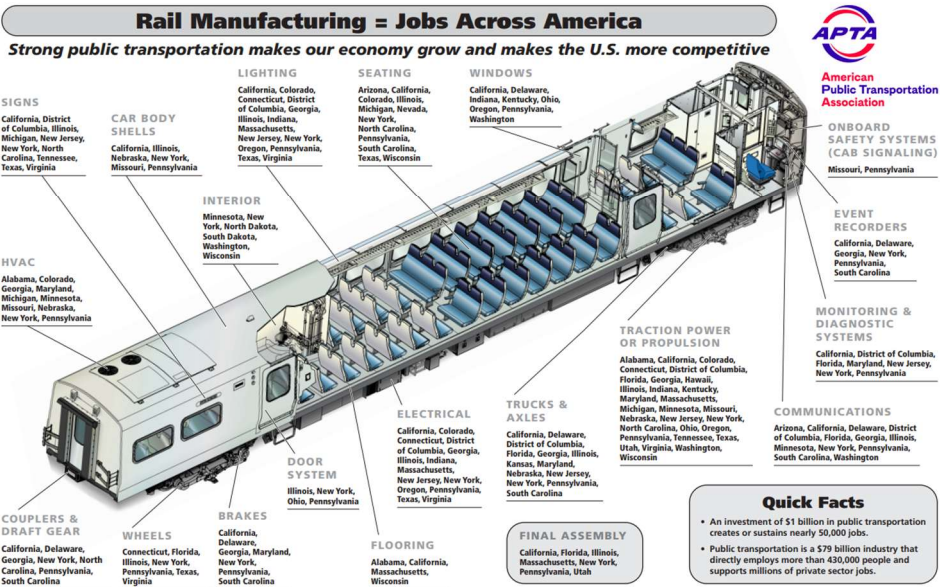 Rail Manufacturing = Jobs Across America
Strong public transportation makes our economy grow and makes the U.S. more competitive
APTA
American
Public Transportation
Association
SIGNS
California, District
of Columbia, Illinois,
Michigan, New Jersey,
New York, North
Carolina, Tennessee,
Texas, Virginia
CAR BODY
SHELLS
California, Illinois,
Nebraska, New York,
Missouri, Pennsylvania
LIGHTING
California, Colorado,
Connecticut, District
of Columbia, Georgia,
Illinois, Indiana,
Massachusetts,
New Jersey, New York,
Oregon, Pennsylvania,
Texas, Virginia
SEATING
Arizona, California,
Colorado, Illinois,
Michigan, Nevada,
New York,
North Carolina,
Pennsylvania,
South Carolina,
Texas, Wisconsin
WINDOWS
California, Delaware,
Indiana, Kentucky, Ohio,
Oregon, Pennsylvania,
Washington
ONBOARD
SAFETY SYSTEMS
(CAB SIGNALING)
Missouri, Pennsylvania
INTERIOR
Minnesota, New
York, North Dakota,
South Dakota,
Washington,
Wisconsin
EVENT
RECORDERS
California, Delaware,
Georgia, New York,
Pennsylvania,
South Carolina
HVAC
Alabama, Colorado,
Georgia, Maryland,
Michigan, Minnesota,
Missouri, Nebraska,
New York, Pennsylvania
MONITORING &
DIAGNOSTIC
SYSTEMS
California, District of Columbia,
Florida, Maryland, New Jersey,
New York, Pennsylvania
TRACTION POWER
OR PROPULSION
Alabama, California, Colorado,
Connecticut, District of Columbia,
Florida, Georgia, Hawaii,
Illinois, Indiana, Kentucky,
Maryland, Massachusetts,
Michigan, Minnesota, Missouri,
Nebraska, New Jersey, New York,
North Carolina, Ohio, Oregon,
Pennsylvania, Tennessee, Texas,
Utah, Virginia, Washington,
Wisconsin
TRUCKS &
AXLES
California, Delaware,
District of Columbia,
Florida, Georgia, Illinois,
Kansas, Maryland,
Nebraska, New Jersey,
New York, Pennsylvania,
South Carolina
COMMUNICATIONS
Arizona, California, Delaware, District
of Columbia, Florida, Georgia, Illinois,
Minnesota, New York, Pennsylvania,
South Carolina, Washington
ELECTRICAL
California, Colorado,
Connecticut, District
of Columbia, Georgia,
Illinois, Indiana,
Massachusetts,
New Jersey, New York,
Oregon, Pennsylvania,
Texas, Virginia
DOOR
SYSTEM
Illinois, New York,
Ohio, Pennsylvania
COUPLERS &
DRAFT GEAR
California, Delaware,
Georgia, New York, North
Carolina, Pennsylvania,
South Carolina
WHEELS
Connecticut, Florida,
Illinois, New York,
Pennsylvania, Texas,
Virginia
BRAKES
California,
Delaware,
Georgia, Maryland,
New York,
Pennsylvania,
South Carolina
FLOORING
Alabama, California,
Massachusetts,
Wisconsin
FINAL ASSEMBLY
California, Florida, Illinois,
Massachusetts, New York,
Pennsylvania, Utah
Quick Facts
• An investment of $1 billion in public transportation
creates or sustains nearly 50,000 jobs.
• Public transportation is a $79 billion industry that
directly employs more than 430,000 people and
supports millions of private sector jobs.